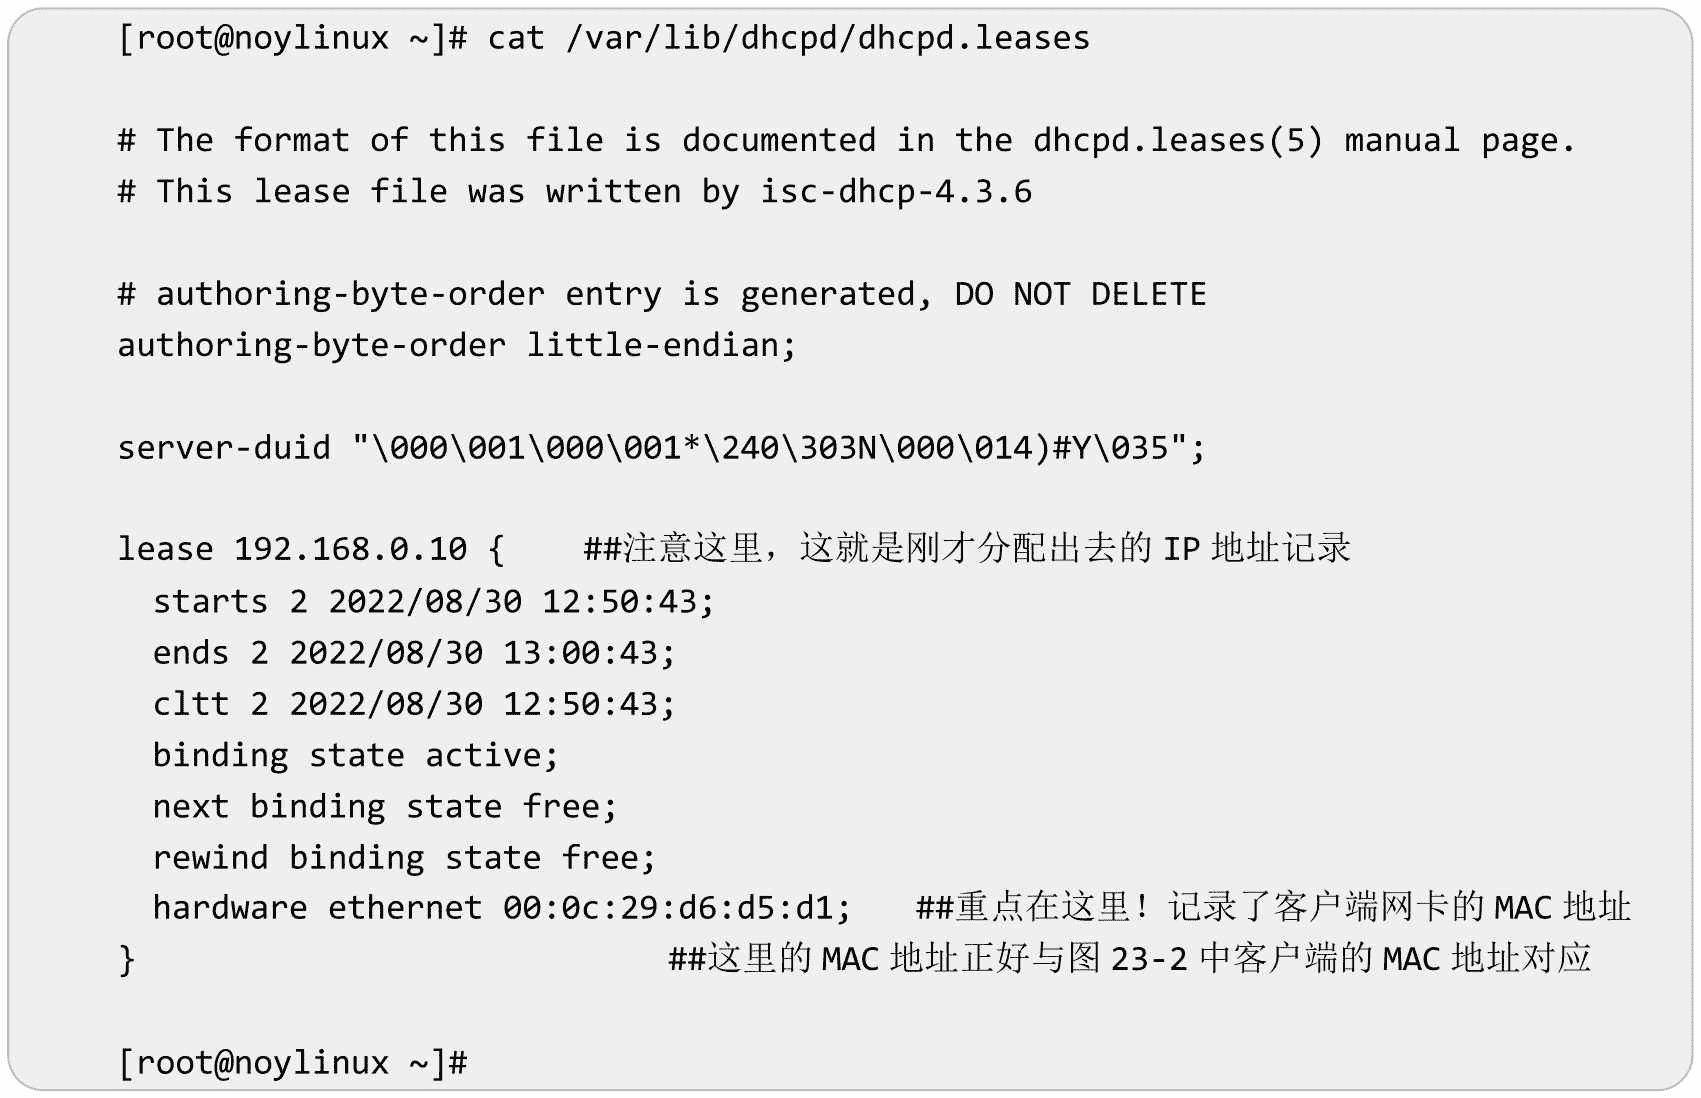 [root@noylinux ~]# cat /var/lib/dhcpd/dhcpd.leases
# The format of this file is documented in the dhcpd.leases(5) manual page.
# This lease file was written by isc-dhcp-4.3.6
# authoring-byte-order entry is generated, DO NOT DELETE
authoring-byte-order little-endian;
server-duid "\000\001\000\001*\240\303N\000\014)#Y\035";
lease 192.168.0.10 {    ##注意这里，这就是刚才分配出去的 IP 地址记录
  starts 2 2022/08/30 12:50:43;
  ends 2 2022/08/30 13:00:43;
  cltt 2 2022/08/30 12:50:43;
  binding state active;
  next binding state free;
  rewind binding state free;
  hardware ethernet 00:0c:29:d6:d5:d1;    ##重点在这里！记录了客户端网卡的 MAC 地址
}    ##这里的 MAC 地址正好与图 23-2 中客户端的 MAC 地址对应
[root@noylinux ~]#